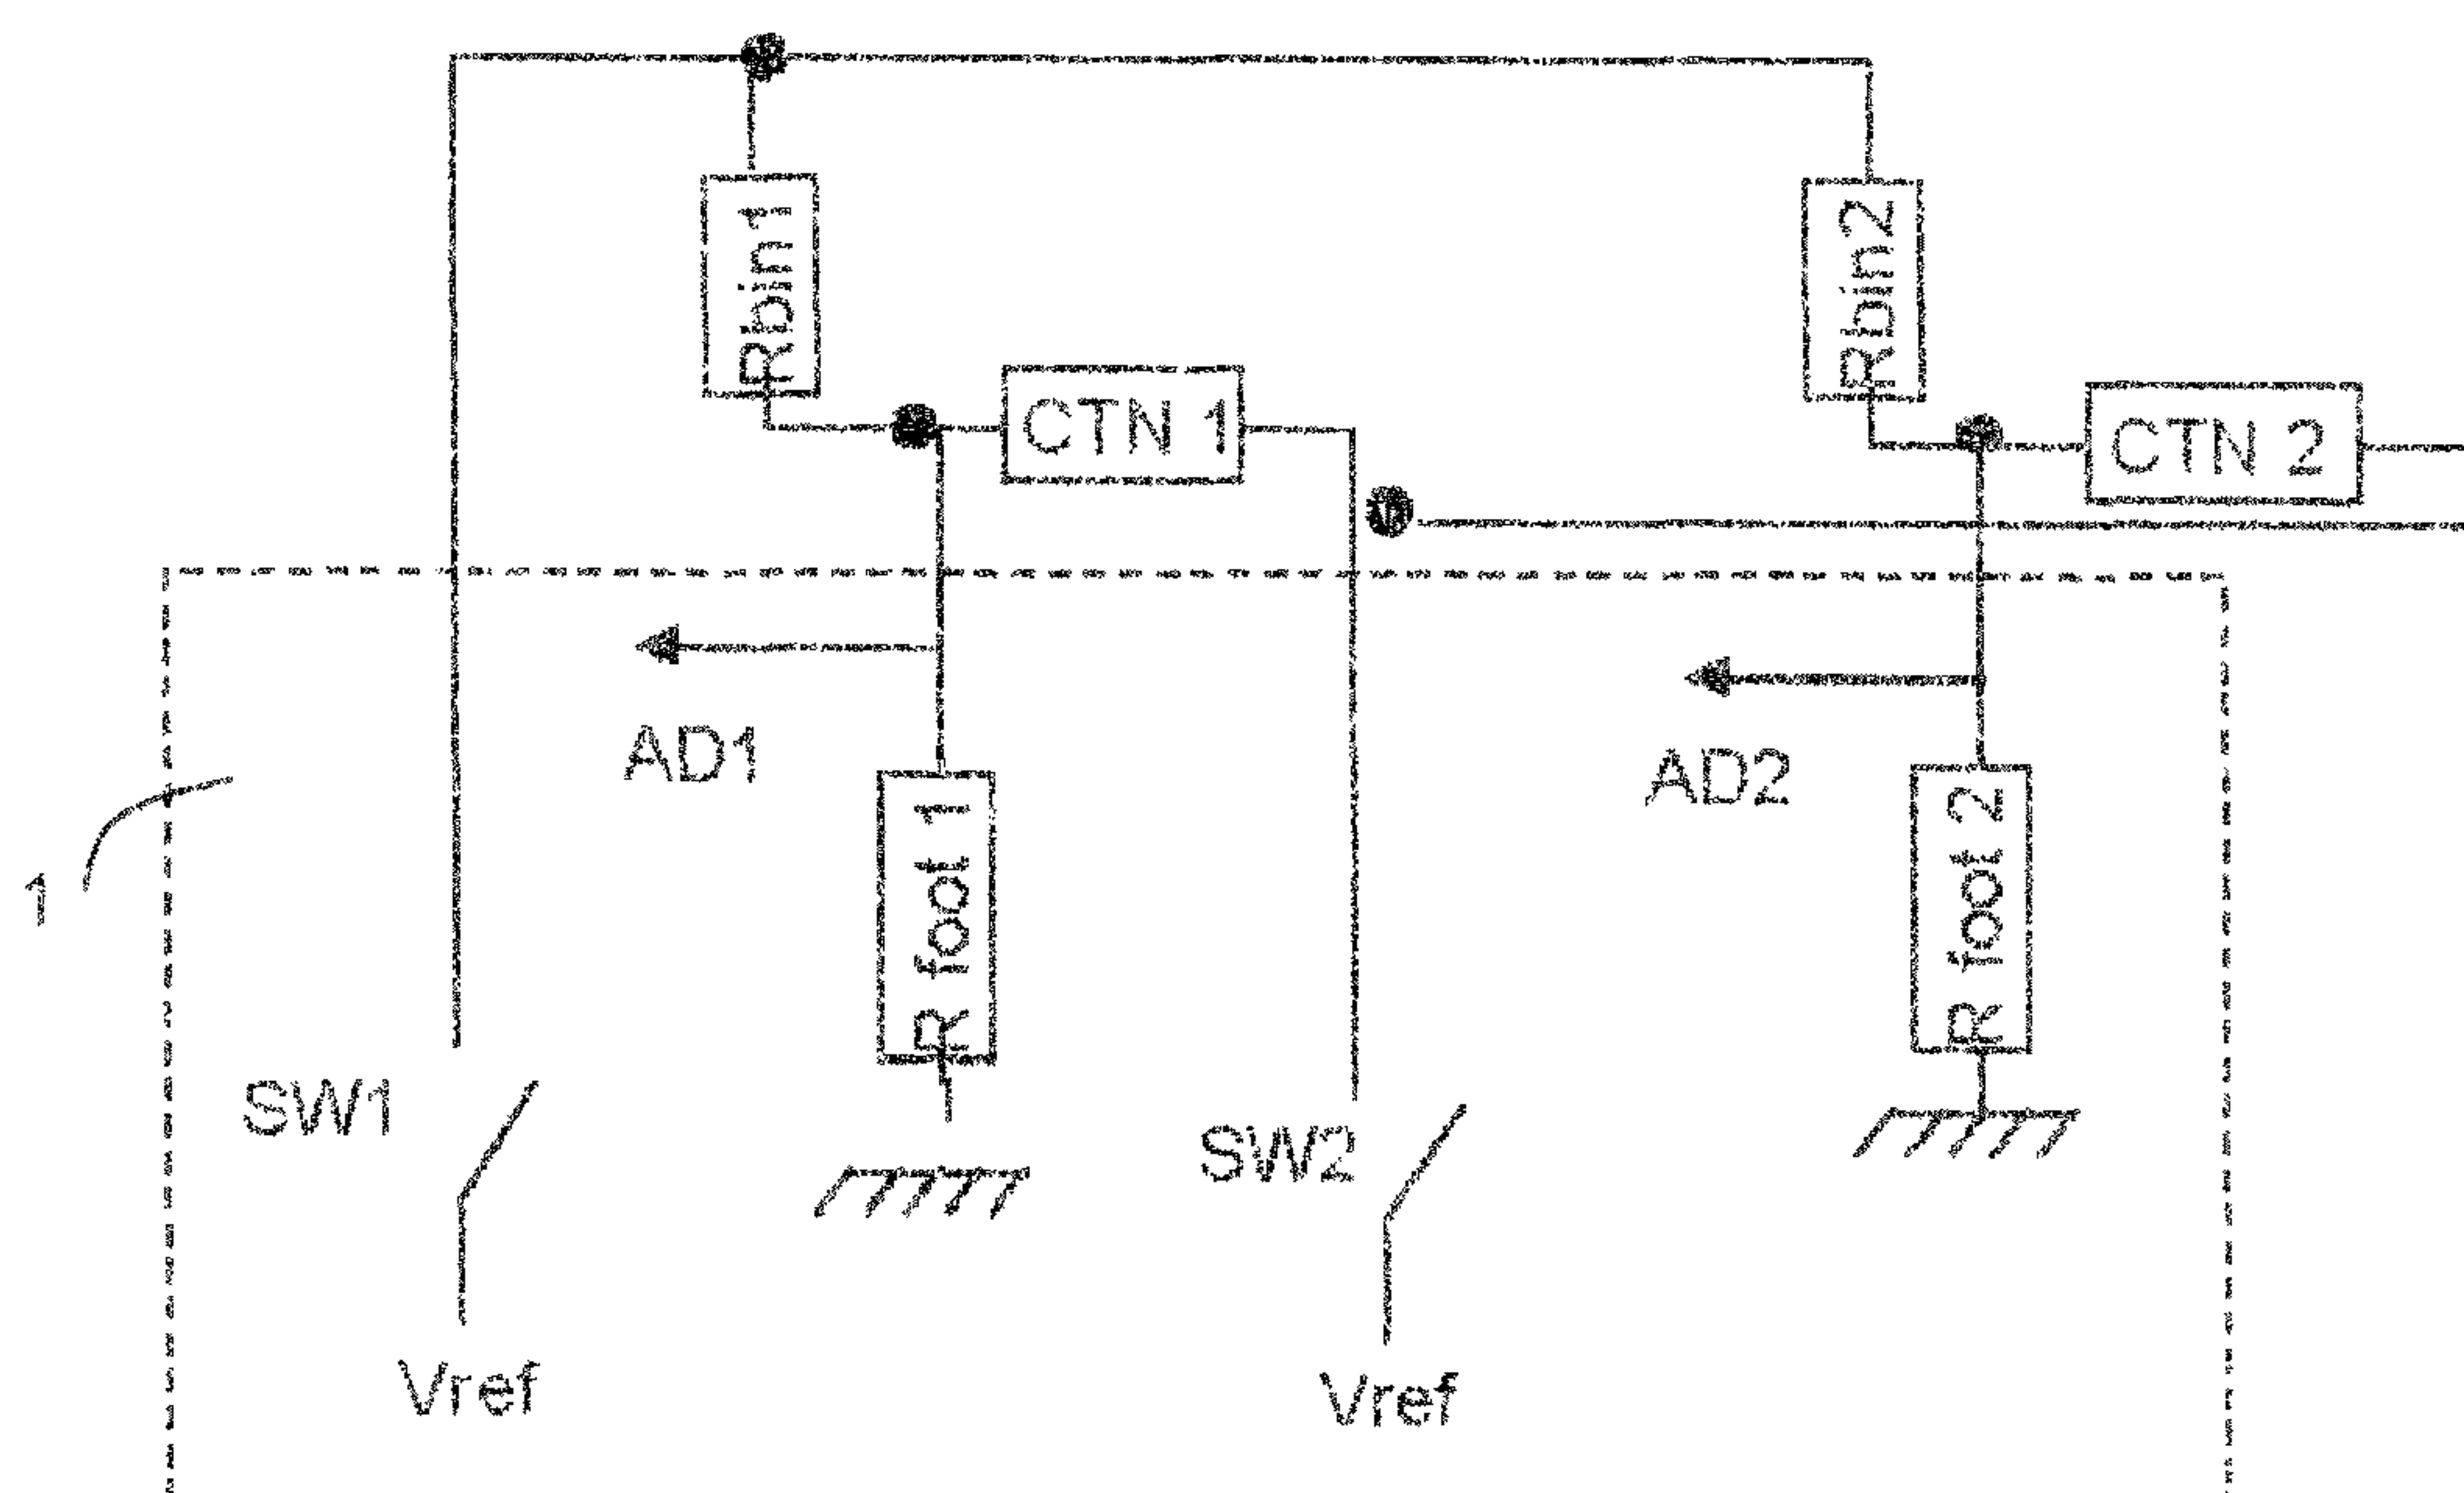 Rbin1
Rbin2
CTN 1
CTN 2
AD1
AD2
R foot 1
R foot 2
1
SW1
SW2
Vref
Vref